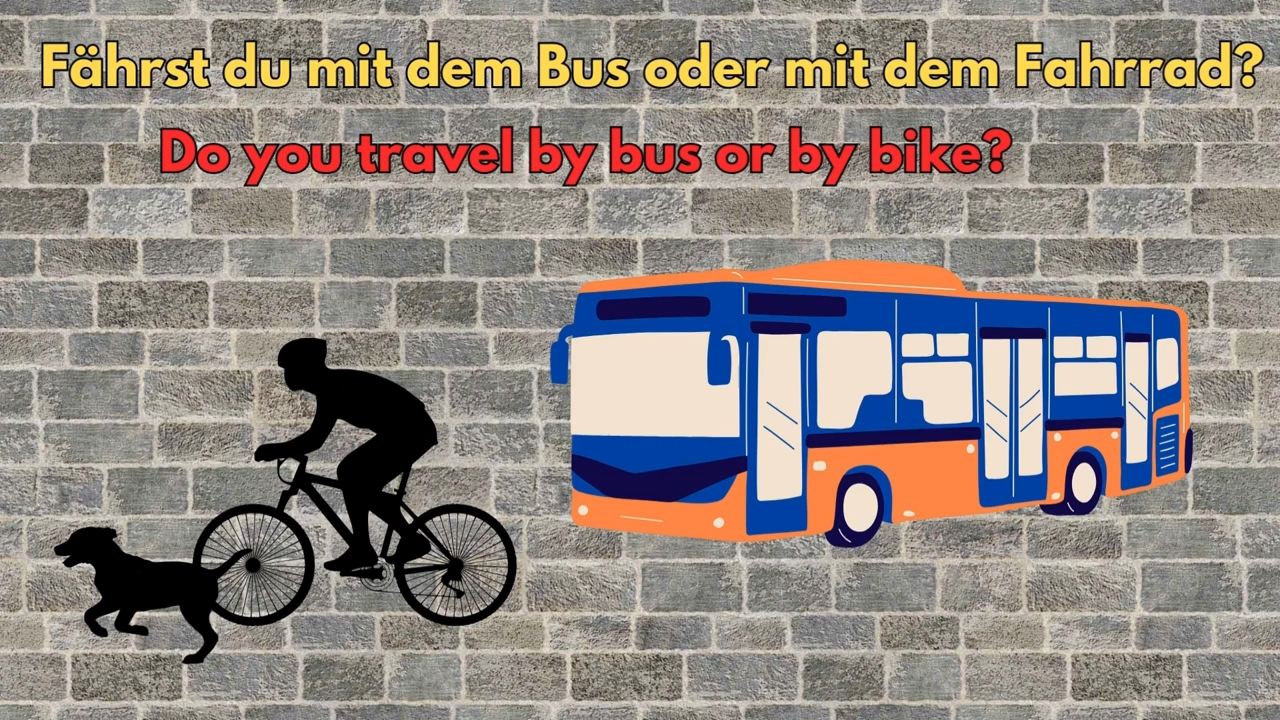 Fährst du mit dem Bus oder mit dem Fahrrad?
Do you travel by bus or by bike?